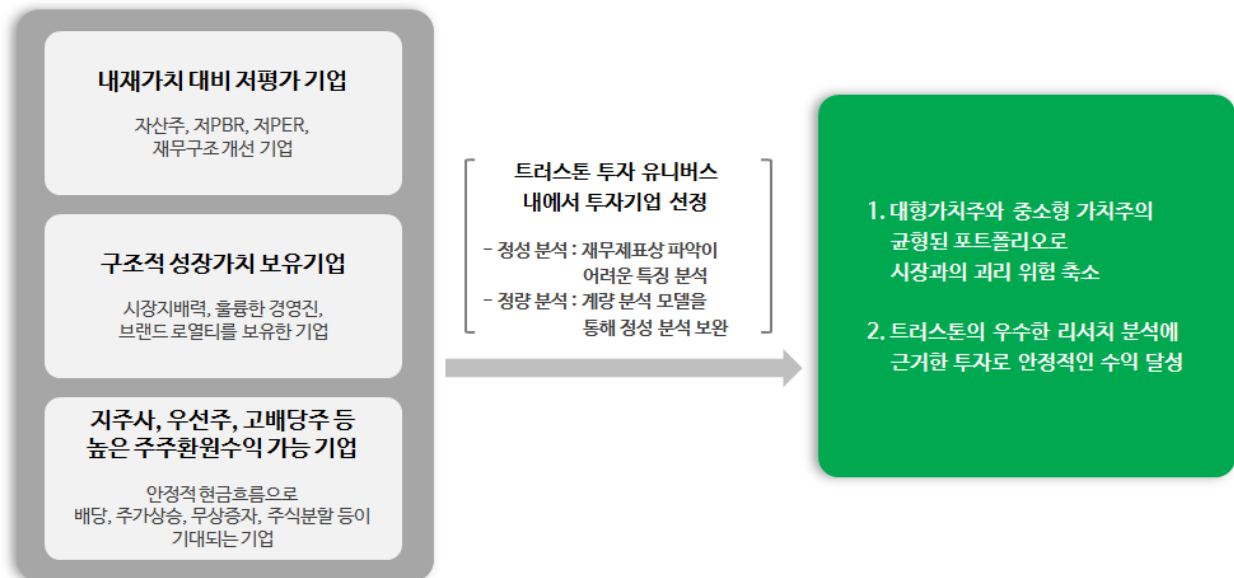 내재가치 대비 저평가 기업
자산주, 저PBR, 저PER,
재무구조 개선 기업
구조적 성장가치 보유기업
시장지배력, 훌륭한 경영진,
브랜드 로열티를 보유한 기업
지주사, 우선주, 고배당주 등
높은 주주환원수익 가능 기업
안정적 현금흐름으로
배당, 주가상승, 무상증자, 주식분할 등이
기대되는 기업
트러스톤 투자 유니버스
내에서 투자기업 선정
- 정성 분석 : 재무제표상 파악이
어려운 특징 분석
- 정량 분석 : 계량 분석 모델을
통해 정성 분석 보완
1. 대형가치주와 중소형 가치주의
균형된 포트폴리오로
시장과의 괴리 위험 축소
2. 트러스톤의 우수한 리서치 분석에
근거한 투자로 안정적인 수익 달성